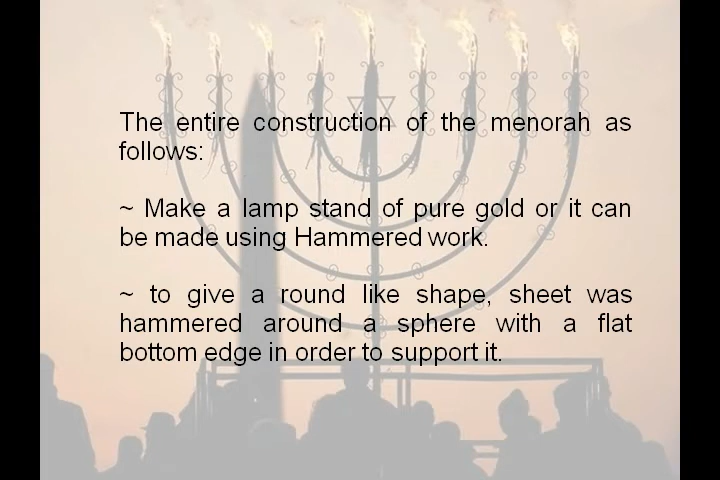 The entire construction of the menorah as
follows:
~ Make a lamp stand of pure gold or it can
be made using Hammered work.
~ to give a round like shape, sheet was
hammered around a sphere with a flat
bottom edge in order to support it.